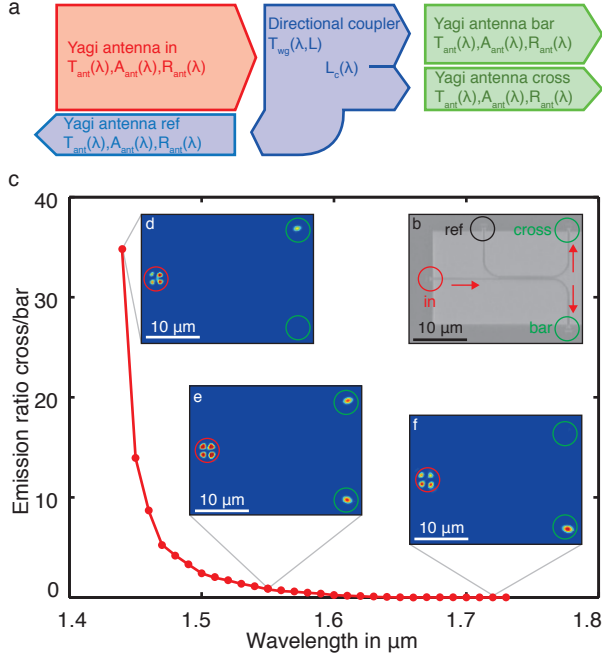 a
Yagi antenna in
T_ant(λ),A_ant(λ),R_ant(λ)
Yagi antenna ref
T_ant(λ),A_ant(λ),R_ant(λ)
Directional coupler
T_wg(λ,L)
L_c(λ)
Yagi antenna bar
T_ant(λ),A_ant(λ),R_ant(λ)
Yagi antenna cross
T_ant(λ),A_ant(λ),R_ant(λ)
c
Emission ratio cross/bar
40
30
20
10
0
d
10 µm
b
ref
cross
in
10 µm
bar
e
10 µm
f
10 µm
1.4
1.5
1.6
1.7
1.8
Wavelength in µm